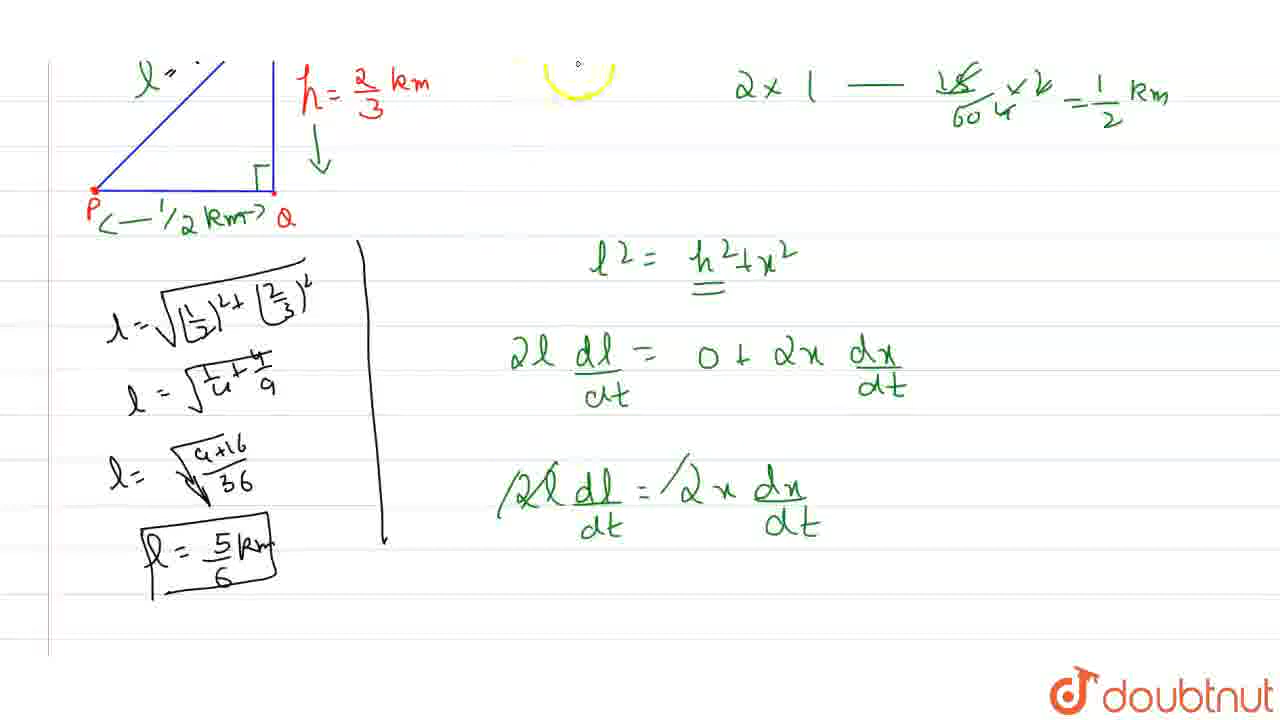 l =
h = 2/3 km
2 x 1 — 15/60 4 x 2 = 1/2 km
P
<— 1/2 km —>
Q
l² = h² + x²
l = √(1/2)² + (2/3)²
2l dl/dt = 0 + 2x dx/dt
l = √1/4 + 4/9
l = √9+16/36
2l dl/dt = 2x dx/dt
l = 5/6 km
doubtnut